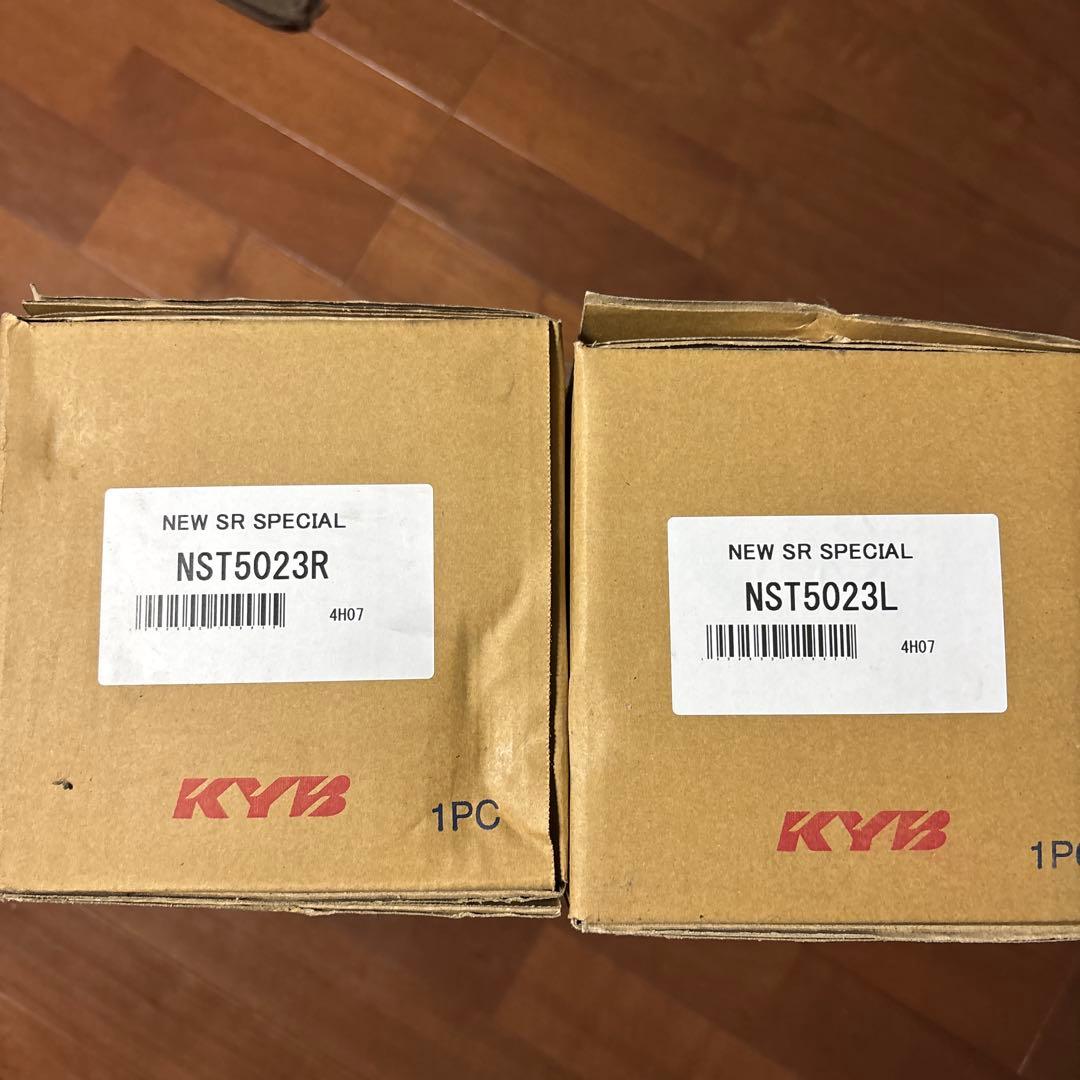 NEW SR SPECIAL
NST5023R
4H07
KYB
1PC
NEW SR SPECIAL
NST5023L
4H07
KYB